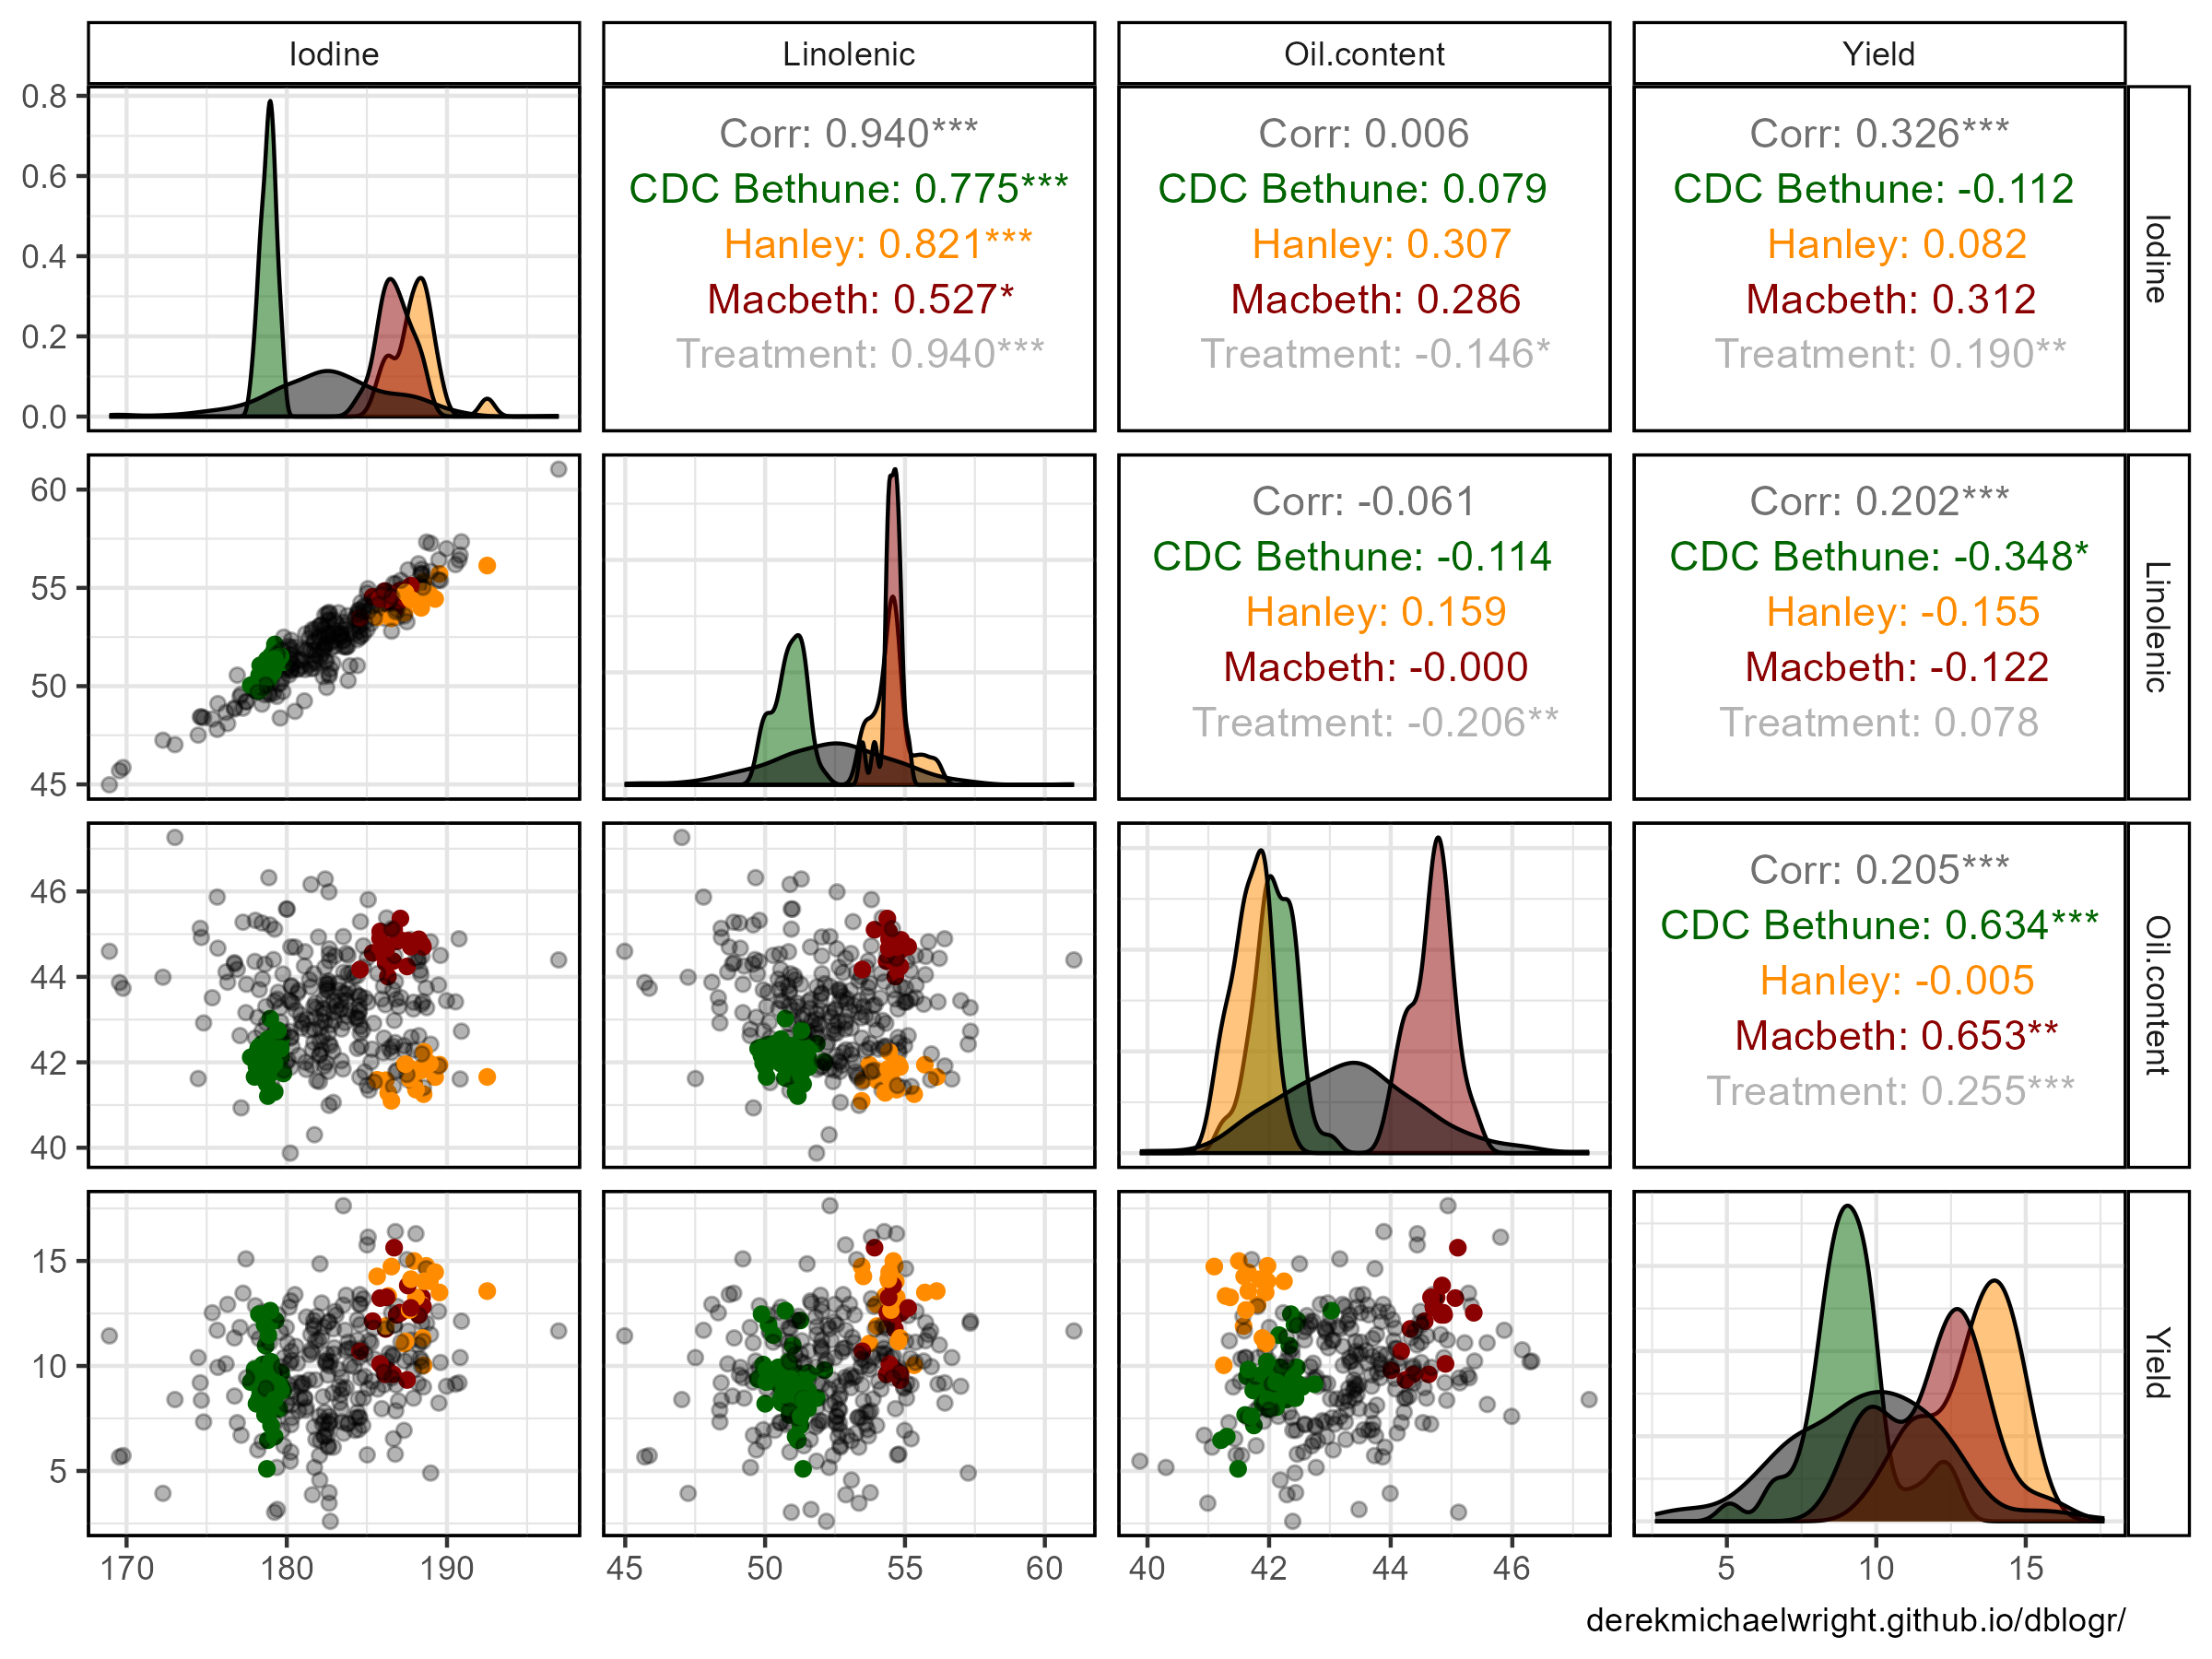 Iodine
Linolenic
Oil.content
Yield
0.8
0.6
0.4
0.2
0.0
Corr: 0.940***
CDC Bethune: 0.775***
Hanley: 0.821***
Macbeth: 0.527*
Treatment: 0.940***
Corr: 0.006
CDC Bethune: 0.079
Hanley: 0.307
Macbeth: 0.286
Treatment: -0.146*
Corr: 0.326***
CDC Bethune: -0.112
Hanley: 0.082
Macbeth: 0.312
Treatment: 0.190**
Iodine
60
55
50
45
Corr: -0.061
CDC Bethune: -0.114
Hanley: 0.159
Macbeth: -0.000
Treatment: -0.206**
Corr: 0.202***
CDC Bethune: -0.348*
Hanley: -0.155
Macbeth: -0.122
Treatment: 0.078
Linolenic
46
44
42
40
Corr: 0.205***
CDC Bethune: 0.634***
Hanley: -0.005
Macbeth: 0.653**
Treatment: 0.255***
Oil.content
15
10
5
Yield
170 180 190
45 50 55 60
40 42 44 46
5 10 15
derekmichaelwright.github.io/dblogr/